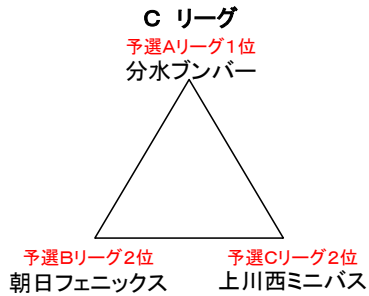 C リーグ
予選Aリーグ1位
分水ブンバー
予選Bリーグ2位
朝日フェニックス
予選Cリーグ2位
上川西ミニバス